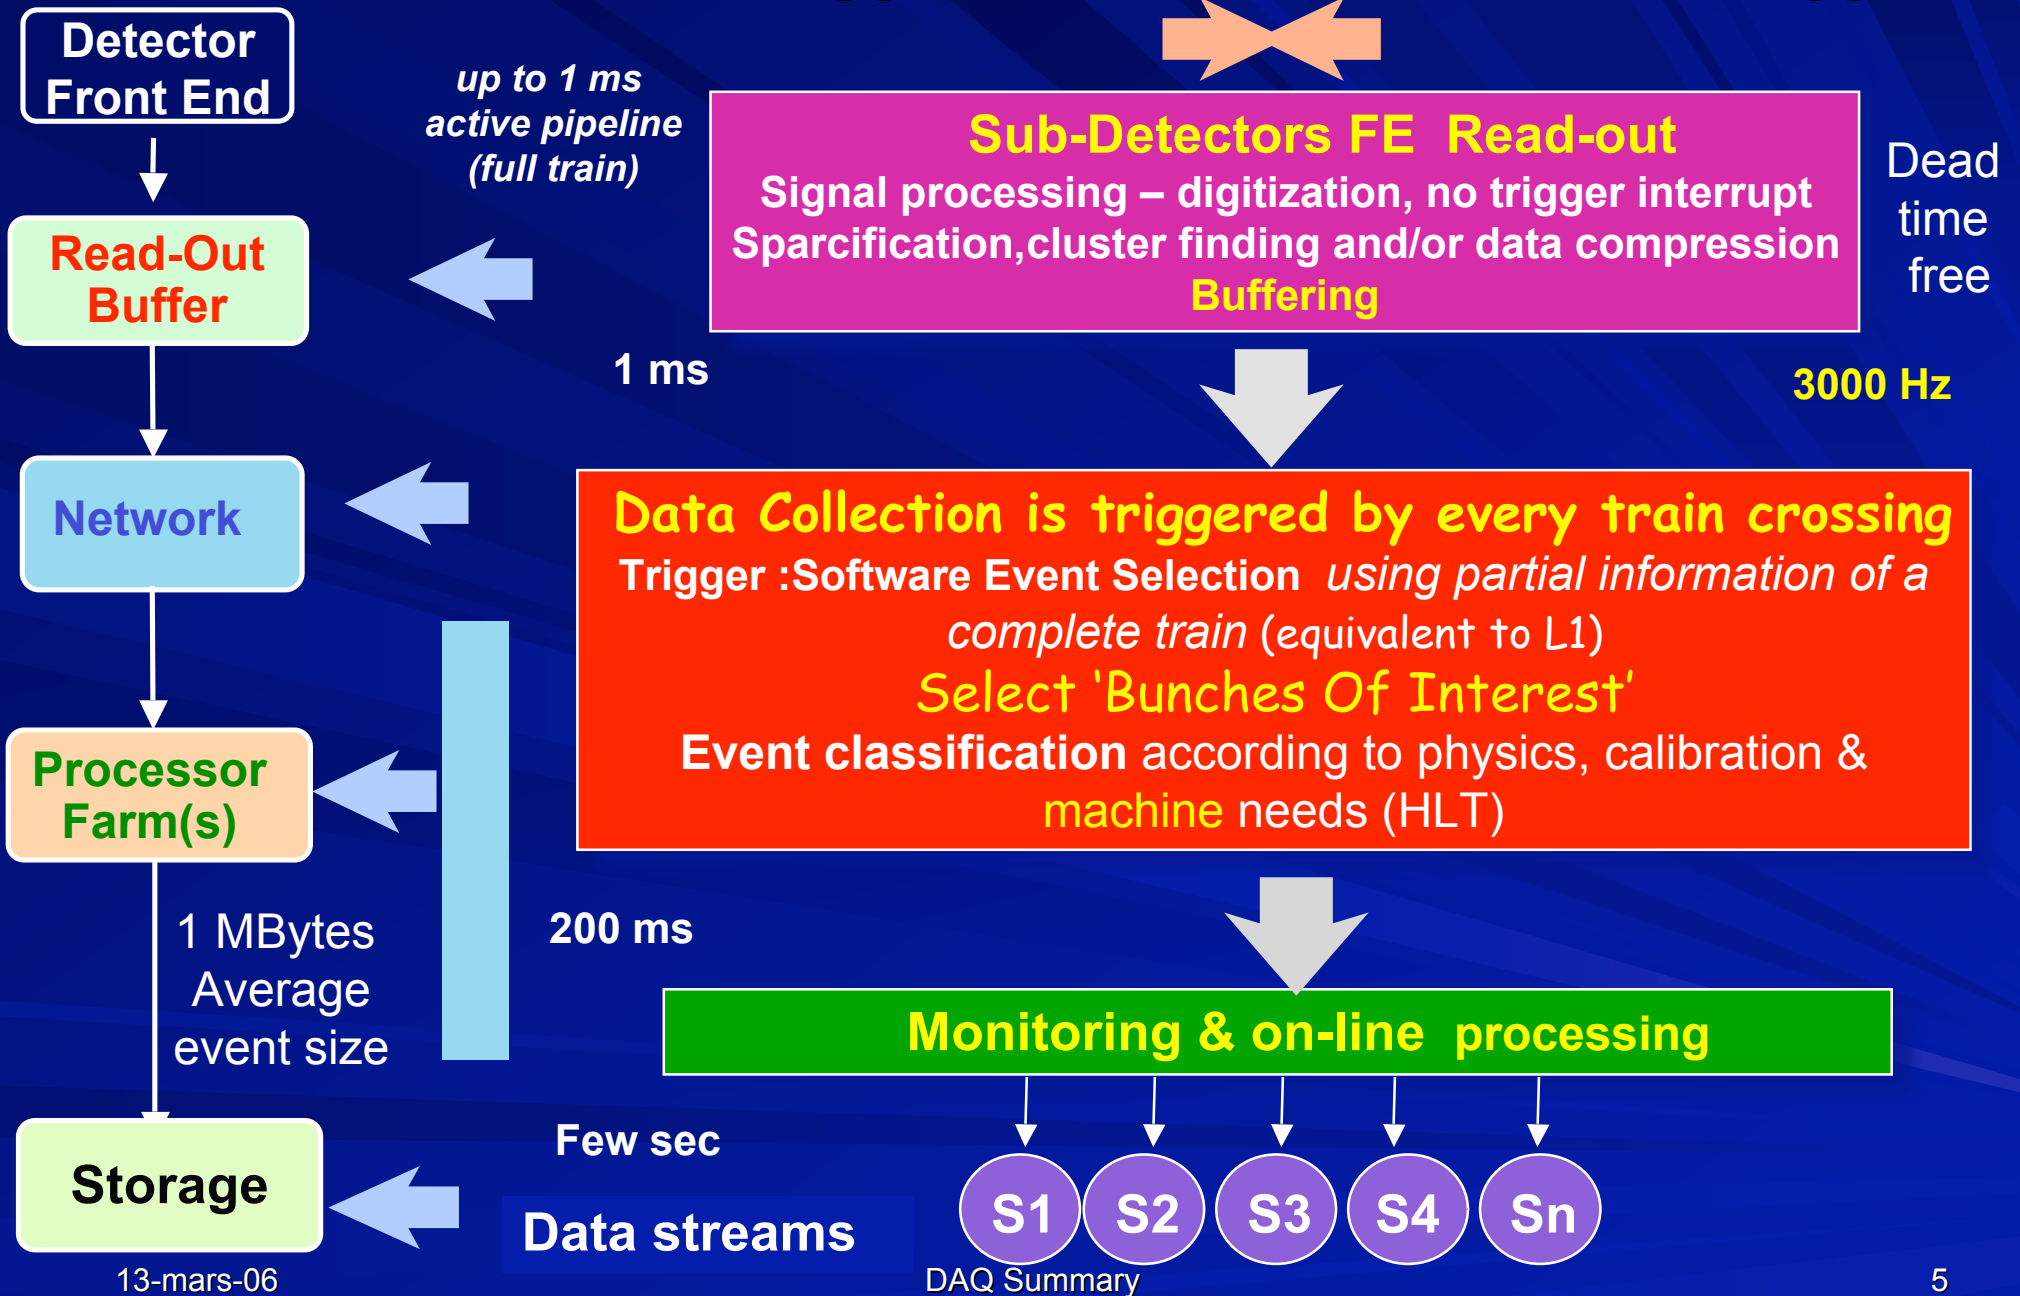 Detector
Front End
up to 1 ms
active pipeline
(full train)
Sub-Detectors FE Read-out
Signal processing – digitization, no trigger interrupt
Sparcification,cluster finding and/or data compression
Buffering
Dead
time
free
Read-Out
Buffer
1 ms
3000 Hz
Network
Data Collection is triggered by every train crossing
Trigger :Software Event Selection using partial information of a
complete train (equivalent to L1)
Select ‘Bunches Of Interest’
Event classification according to physics, calibration &
machine needs (HLT)
Processor
Farm(s)
1 MBytes
Average
event size
200 ms
Monitoring & on-line processing
Storage
Few sec
Data streams
S1 S2 S3 S4 Sn
13-mars-06
DAQ Summary
5